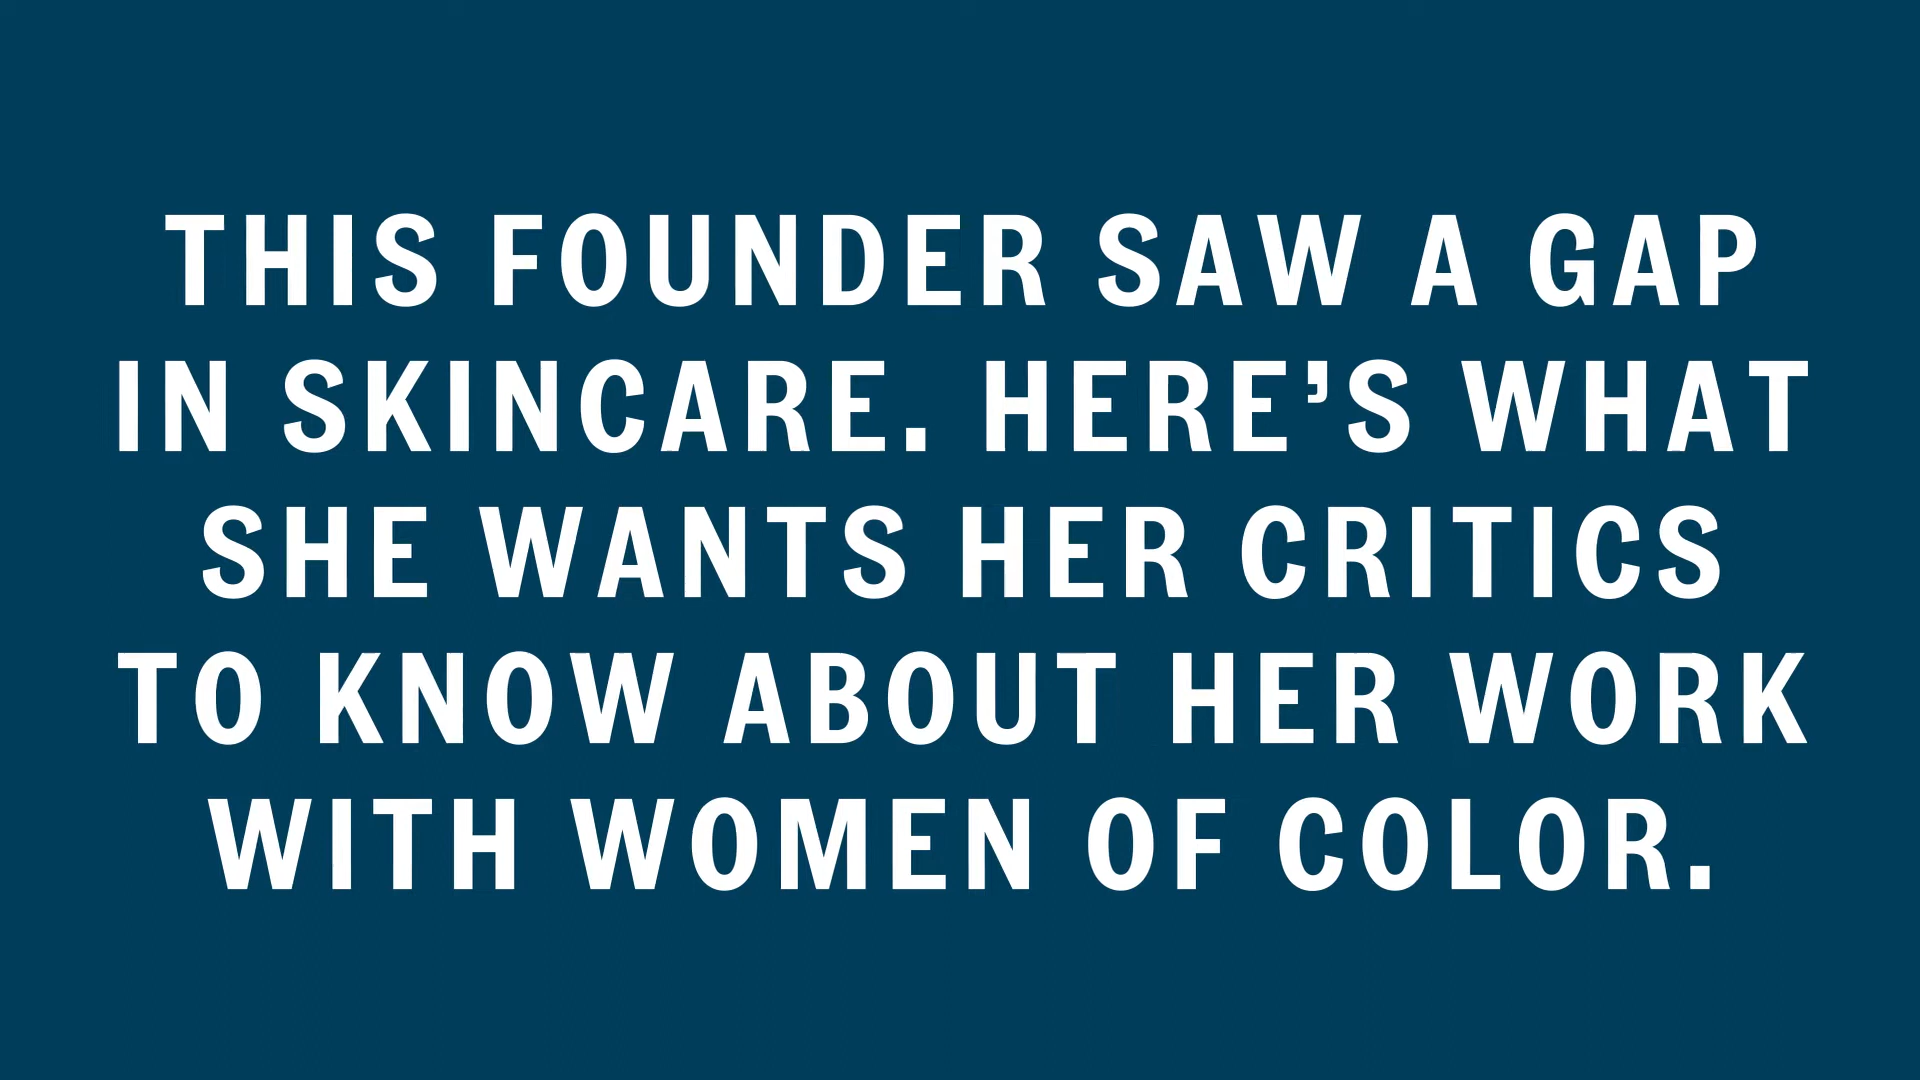 THIS FOUNDER SAW A GAP
IN SKINCARE. HERE’S WHAT
SHE WANTS HER CRITICS
TO KNOW ABOUT HER WORK
WITH WOMEN OF COLOR.